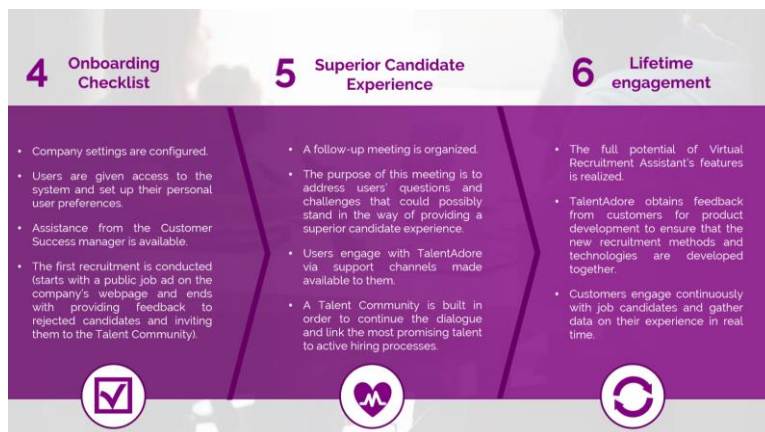 4
Onboarding
Checklist
• Company settings are configured.
• Users are given access to the
system and set up their personal
user preferences.
• Assistance from the Customer
Success manager is available.
• The first recruitment is conducted
(starts with a public job ad on the
company's webpage and ends
with providing feedback to
rejected candidates and inviting
them to the Talent Community).
5
Superior Candidate
Experience
• A follow-up meeting is organized.
• The purpose of this meeting is to
address users' questions and
challenges that could possibly
stand in the way of providing a
superior candidate experience.
• Users engage with TalentAdore
via support channels made
available to them.
• A Talent Community is built in
order to continue the dialogue
and link the most promising talent
to active hiring processes.
6
Lifetime
engagement
• The full potential of Virtual
Recruitment Assistant's features
is realized.
• TalentAdore obtains feedback
from customers for product
development to ensure that the
new recruitment methods and
technologies are developed
together.
• Customers engage continuously
with job candidates and gather
data on their experience in real
time.